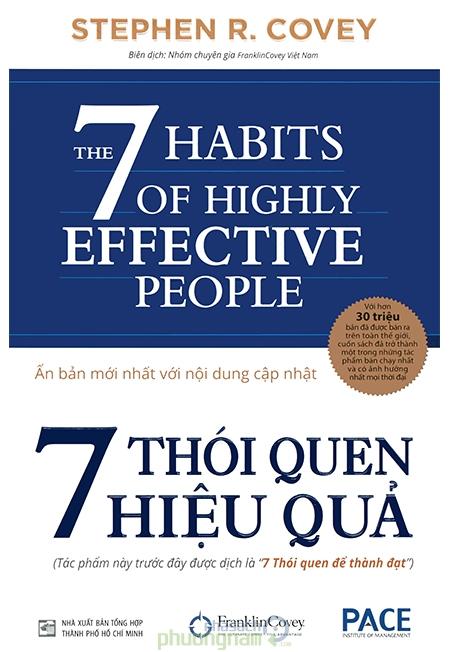 STEPHEN R. COVEY
Biên dịch: Nhóm chuyên gia FranklinCovey Việt Nam
THE 7 HABITS
OF HIGHLY
EFFECTIVE
PEOPLE
Với hơn
30 triệu
bản đã được bán ra
trên toàn thế giới,
cuốn sách đã trở thành
một trong những tác
phẩm bán chạy nhất
và có ảnh hưởng
nhất mọi thời đại
Ấn bản mới nhất với nội dung cập nhật
7 THÓI QUEN
HIỆU QUẢ
(Tác phẩm này trước đây được dịch là "7 Thói quen để thành đạt")
NHÀ XUẤT BẢN TỔNG HỢP
THÀNH PHỐ HỒ CHÍ MINH
FranklinCovey
nhasach
phuongnam
PACE
INSTITUTE OF MANAGEMENT